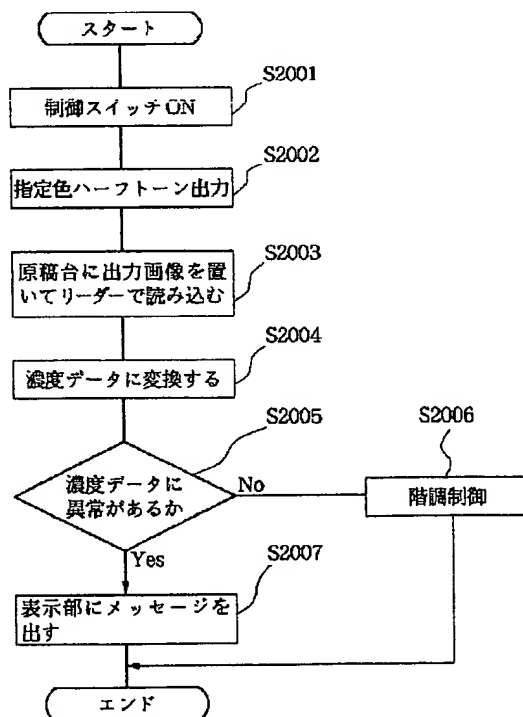 スタート
S2001
制御スイッチON
S2002
指定色ハーフトーン出力
S2003
原稿台に出力画像を置
いてリーダーで読み込む
S2004
濃度データに変換する
S2005
濃度データに
異常があるか
No
S2006
階調制御
Yes
S2007
表示部にメッセージを
出す
エンド